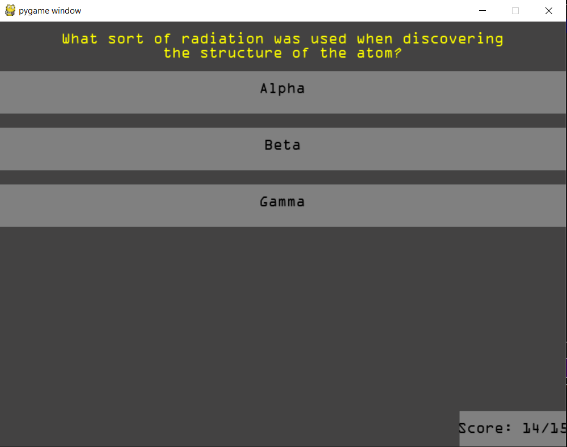 pygame window
What sort of radiation was used when discovering
the structure of the atom?
Alpha
Beta
Gamma
Score: 14/15